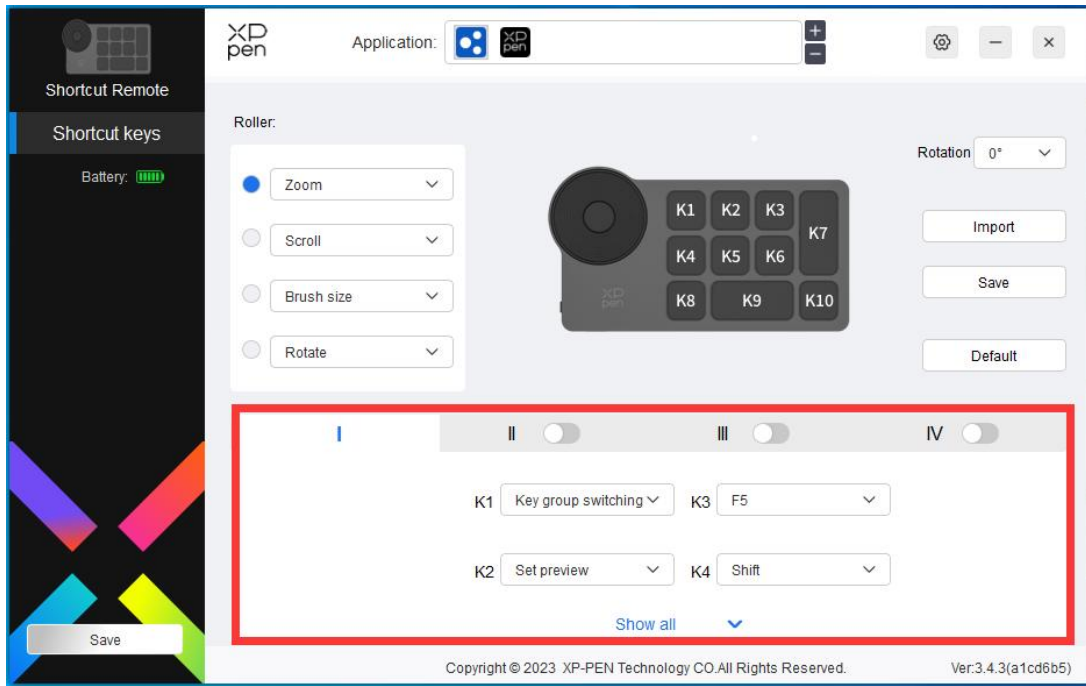 XP
pen
Application:
XP
pen
+
−
Shortcut Remote
Shortcut keys
Battery:
Roller:
Zoom
Scroll
Brush size
Rotate
K1 K2 K3
K7
K4 K5 K6
K8 K9 K10
XP
pen
Rotation 0°
Import
Save
Default
I II III IV
K1 Key group switching K3 F5
K2 Set preview K4 Shift
Show all
Save
Copyright © 2023 XP-PEN Technology CO.All Rights Reserved. Ver:3.4.3(a1cd6b5)